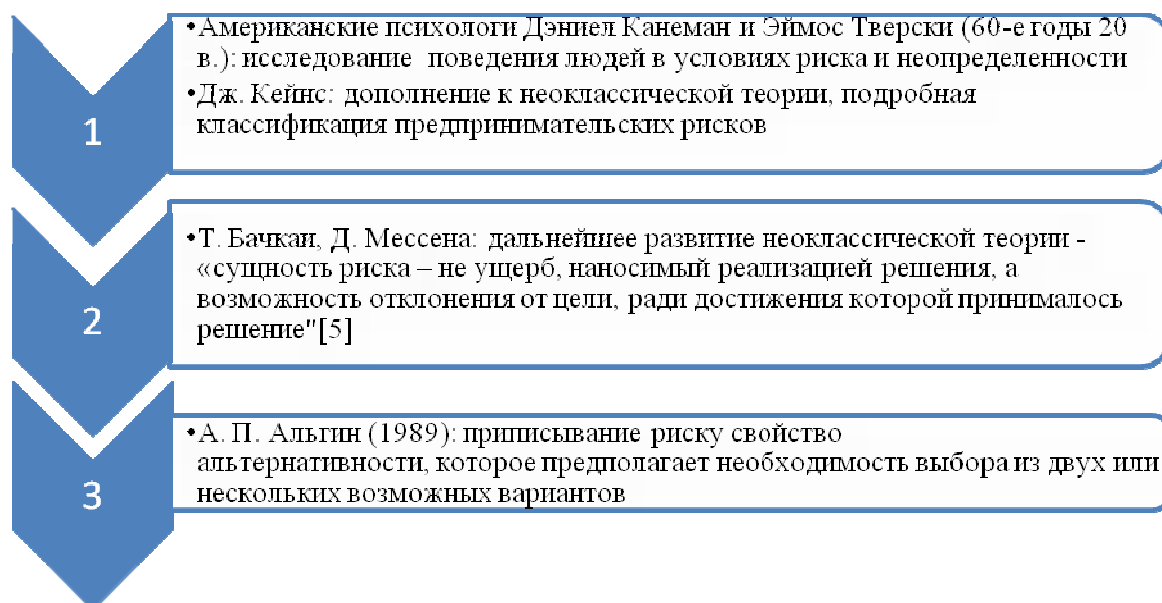 1
•Американские психологи Дэниел Канеман и Эймос Тверски (60-е годы 20
в.): исследование поведения людей в условиях риска и неопределенности
•Дж. Кейнс: дополнение к неоклассической теории, подробная
классификация предпринимательских рисков
2
•Т. Бачкаи, Д. Мессена: дальнейшее развитие неоклассической теории -
«сущность риска – не ущерб, наносимый реализацией решения, а
возможность отклонения от цели, ради достижения которой принималось
решение"[5]
3
•А. П. Альгин (1989): приписывание риску свойство
альтернативности, которое предполагает необходимость выбора из двух или
нескольких возможных вариантов